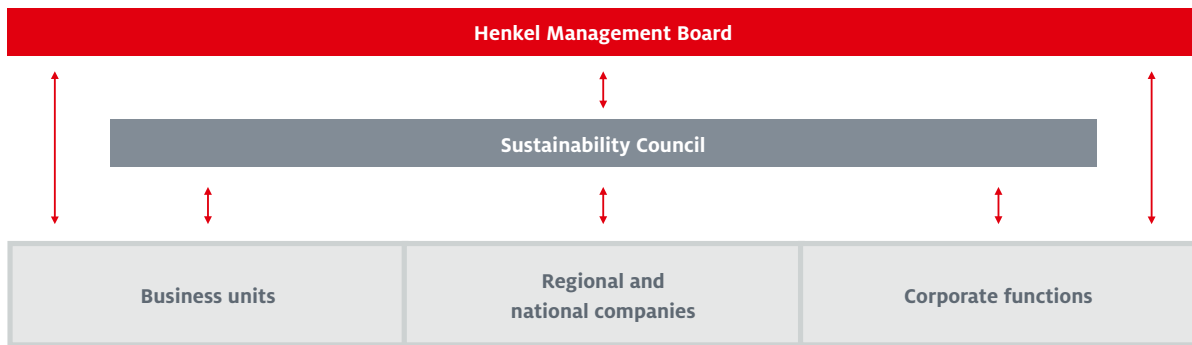 Henkel Management Board
Sustainability Council
Business units
Regional and
national companies
Corporate functions